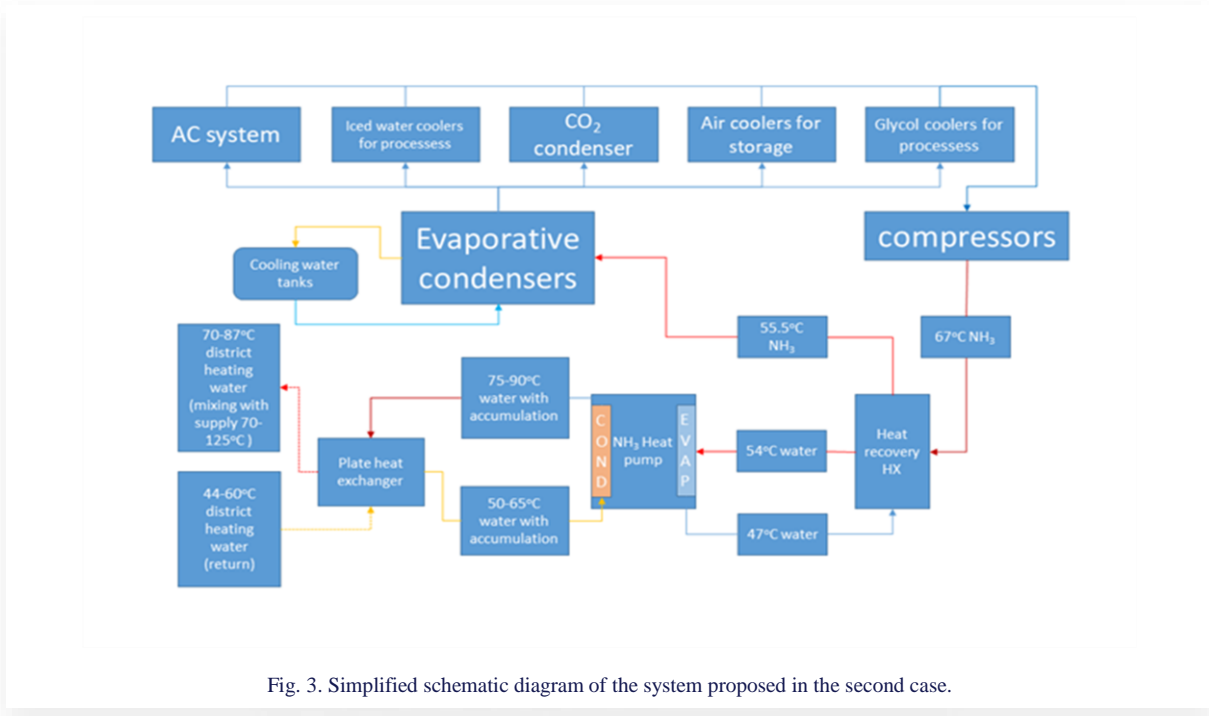 AC system
Iced water coolers
for processess
CO₂
condenser
Air coolers for
storage
Glycol coolers for
processess
Evaporative
condensers
compressors
Cooling water
tanks
70-87°C
district
heating
water
(mixing with
supply 70-
125°C )
55.5°C
NH₃
67°C NH₃
75-90°C
water with
accumulation
C
O
N
D
NH₃ Heat
pump
E
V
A
P
54°C water
Heat
recovery
HX
Plate heat
exchanger
44-60°C
district
heating
water
(return)
50-65°C
water with
accumulation
47°C water
Fig. 3. Simplified schematic diagram of the system proposed in the second case.